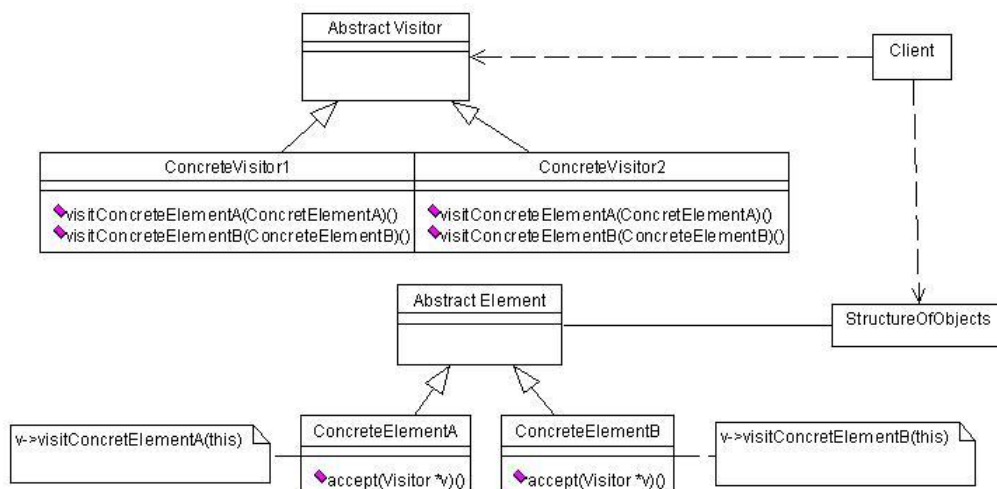 Abstract Visitor
Client
ConcreteVisitor1
ConcreteVisitor2
visitConcreteElementA(ConcretElementA)()
visitConcreteElementB(ConcreteElementB)()
visitConcreteElementA(ConcretElementA)()
visitConcreteElementB(ConcreteElementB)()
Abstract Element
StructureOfObjects
v->visitConcretElementA(this)
ConcreteElementA
accept(Visitor *v)()
ConcreteElementB
accept(Visitor *v)()
v->visitConcretElementB(this)